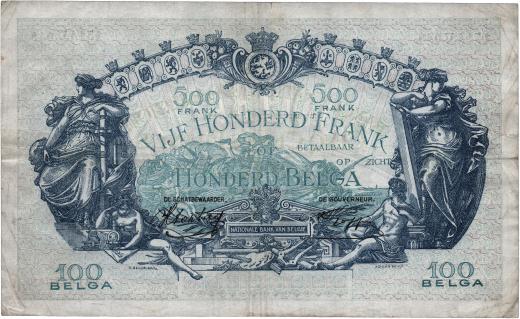 500 FRANK
500 FRANK
VIJF HONDERD FRANK
OF
BETAALBAAR
OP ZICHT
HONDERD BELGA
DE SCHATBEWAARDER.
DE GOUVERNEUR.
NATIONALE BANK VAN BELGIE
100 BELGA
100 BELGA